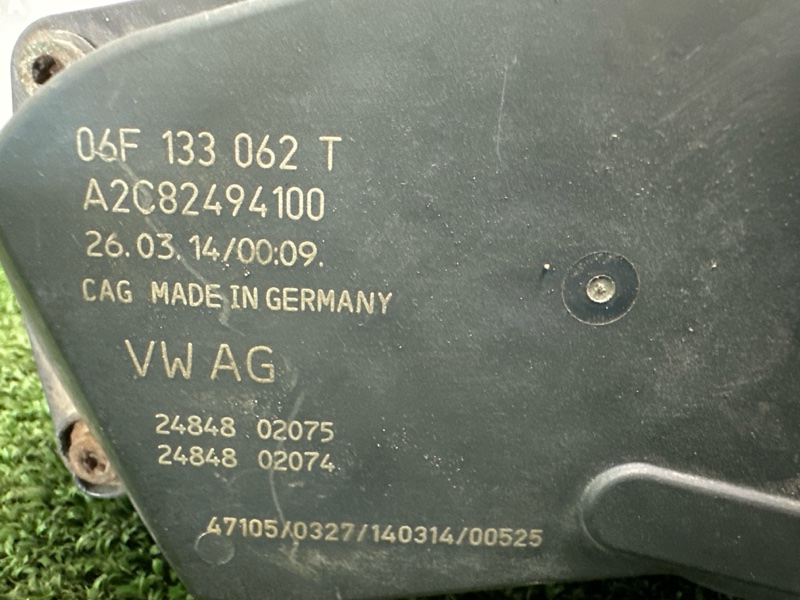 06F 133 062 T
A2C82494100
26.03.14/00:09.
CAG MADE IN GERMANY
VW AG
24848 02075
24848 02074
47105/0327/140314/00525